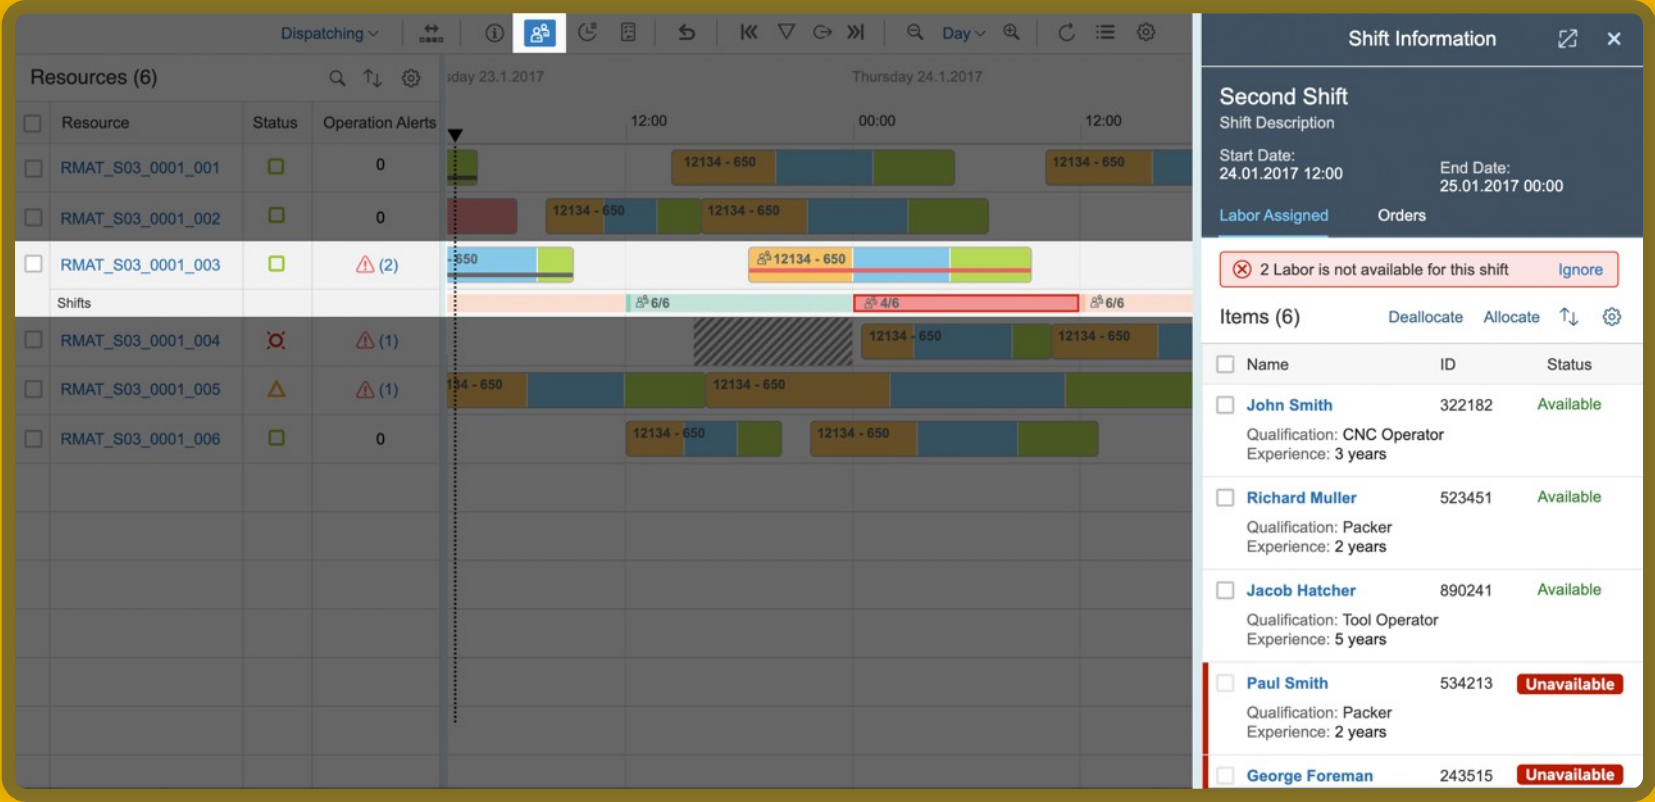 Dispatching
Day
Resources (6)
sday 23.1.2017
Thursday 24.1.2017
Resource Status Operation Alerts
12:00 00:00 12:00
RMAT_S03_0001_001 0
12134 - 650 12134 - 650
RMAT_S03_0001_002 0
12134 - 650 12134 - 650
RMAT_S03_0001_003 (2)
- 650 12134 - 650
Shifts
6/6 4/6 6/6
RMAT_S03_0001_004 (1)
12134 - 650 12134 - 650
RMAT_S03_0001_005 (1)
134 - 650 12134 - 650
RMAT_S03_0001_006 0
12134 - 650 12134 - 650
Shift Information
Second Shift
Shift Description
Start Date:
24.01.2017 12:00
End Date:
25.01.2017 00:00
Labor Assigned Orders
2 Labor is not available for this shift Ignore
Items (6) Deallocate Allocate
Name ID Status
John Smith 322182 Available
Qualification: CNC Operator
Experience: 3 years
Richard Muller 523451 Available
Qualification: Packer
Experience: 2 years
Jacob Hatcher 890241 Available
Qualification: Tool Operator
Experience: 5 years
Paul Smith 534213 Unavailable
Qualification: Packer
Experience: 2 years
George Foreman 243515 Unavailable